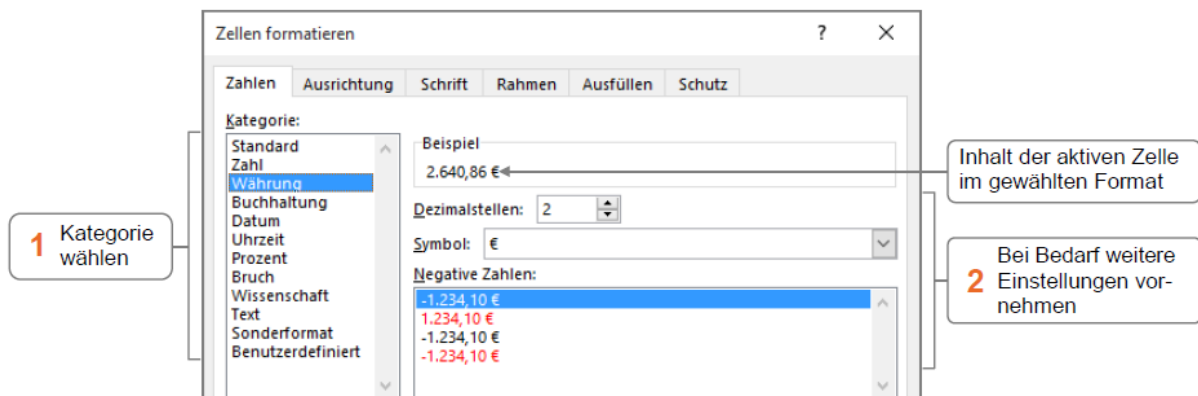 Zellen formatieren ? ×
Zahlen Ausrichtung Schrift Rahmen Ausfüllen Schutz
Kategorie:
Standard
Zahl
Währung
Buchhaltung
Datum
Uhrzeit
Prozent
Bruch
Wissenschaft
Text
Sonderformat
Benutzerdefiniert
Beispiel
2.640,86 €
Dezimalstellen: 2
Symbol: €
Negative Zahlen:
-1.234,10 €
1.234,10 €
-1.234,10 €
-1.234,10 €
1 Kategorie
wählen
Inhalt der aktiven Zelle
im gewählten Format
2 Bei Bedarf weitere
Einstellungen vor-
nehmen